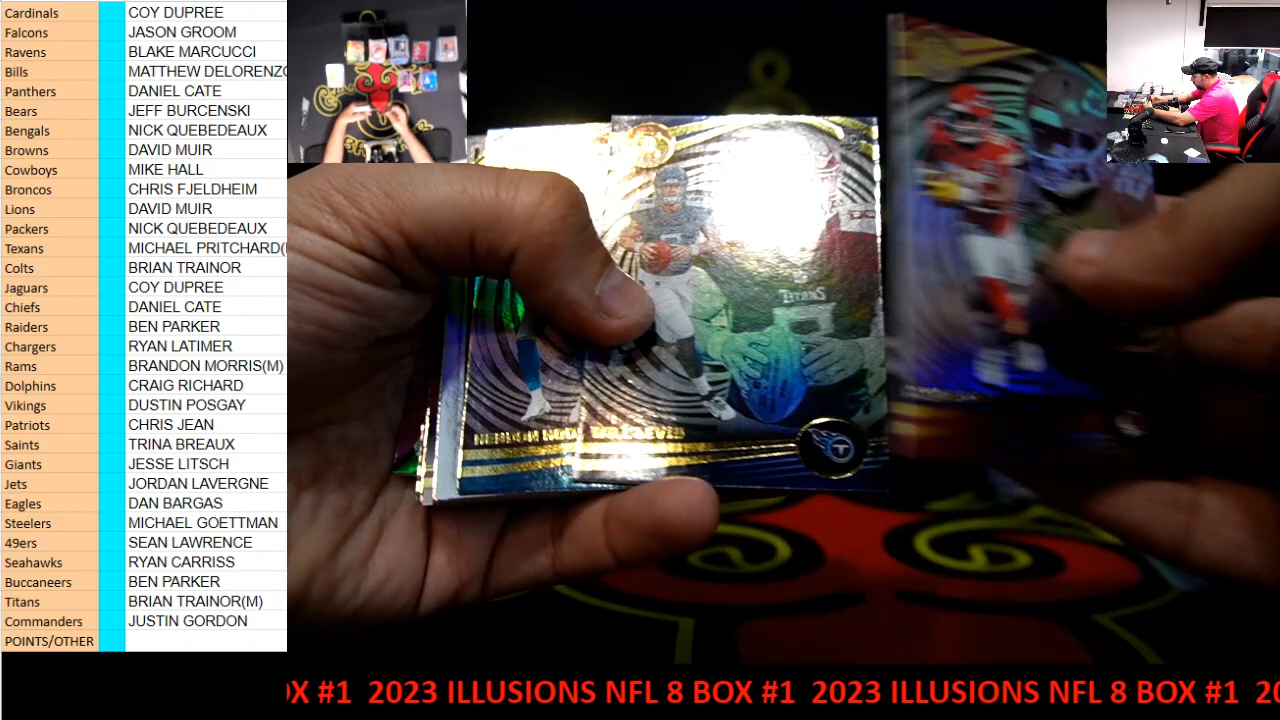 Cardinals COY DUPREE
Falcons JASON GROOM
Ravens BLAKE MARCUCCI
Bills MATTHEW DELORENZO
Panthers DANIEL CATE
Bears JEFF BURCENSKI
Bengals NICK QUEBEDEAUX
Browns DAVID MUIR
Cowboys MIKE HALL
Broncos CHRIS FJELDHEIM
Lions DAVID MUIR
Packers NICK QUEBEDEAUX
Texans MICHAEL PRITCHARD(
Colts BRIAN TRAINOR
Jaguars COY DUPREE
Chiefs DANIEL CATE
Raiders BEN PARKER
Chargers RYAN LATIMER
Rams BRANDON MORRIS(M)
Dolphins CRAIG RICHARD
Vikings DUSTIN POSGAY
Patriots CHRIS JEAN
Saints TRINA BREAUX
Giants JESSE LITSCH
Jets JORDAN LAVERGNE
Eagles DAN BARGAS
Steelers MICHAEL GOETTMAN
49ers SEAN LAWRENCE
Seahawks RYAN CARRISS
Buccaneers BEN PARKER
Titans BRIAN TRAINOR(M)
Commanders JUSTIN GORDON
POINTS/OTHER
TITANS
T
OX #1 2023 ILLUSIONS NFL 8 BOX #1 2023 ILLUSIONS NFL 8 BOX #1 20